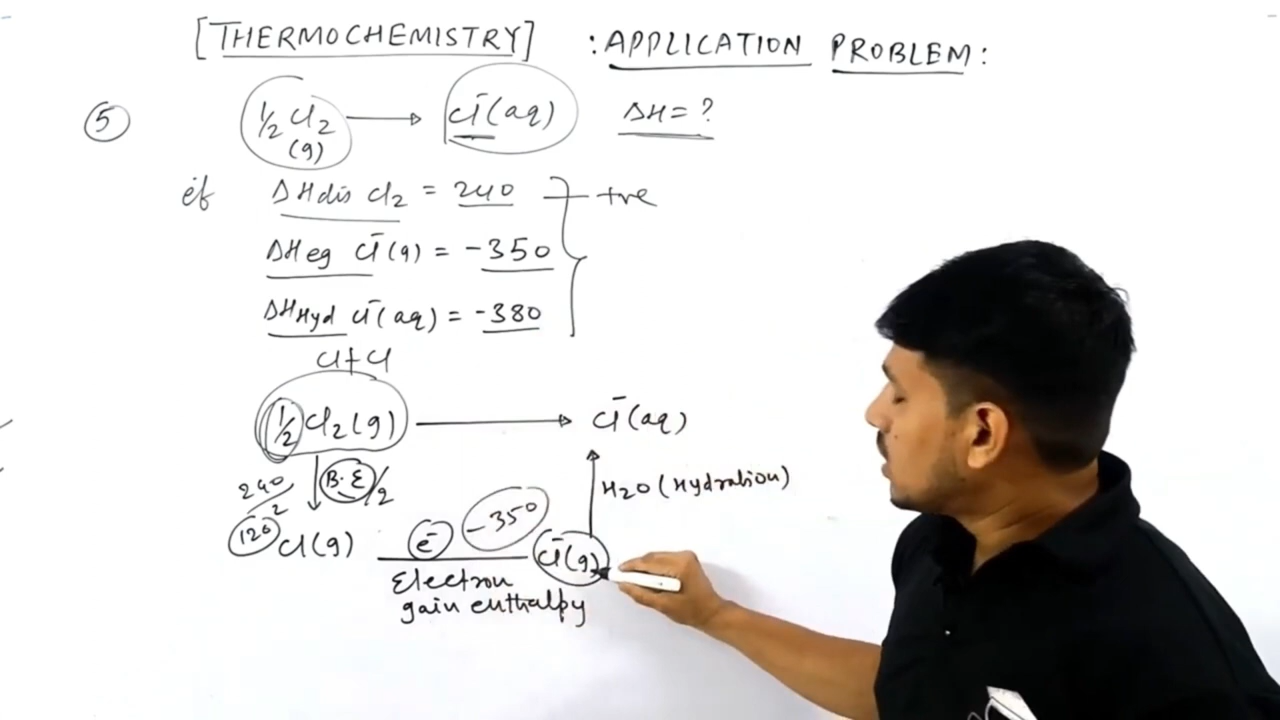 [THERMOCHEMISTRY] : APPLICATION PROBLEM:
⑤ 1/2 Cl2 (g) → Cl⁻(aq) ΔH = ?
if ΔHdis Cl2 = 240 +ve
ΔHeg Cl⁻(g) = -350
ΔHHyd Cl⁻(aq) = -380
Cl+Cl
1/2 Cl2(g) → Cl⁻(aq)
240/2 B.E/2 H2O (Hydration)
120 Cl(g) e⁻ -350 Cl⁻(g)
Electron
gain enthalpy